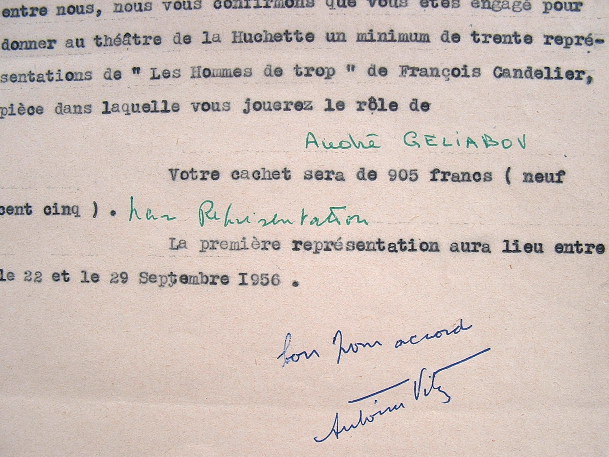 entre nous, nous vous confirmons que vous êtes engagé pour
donner au théâtre de la Huchette un minimum de trente repré-
sentations de " Les Hommes de trop " de François Candelier,
pièce dans laquelle vous jouerez le rôle de
André GELIABOV
Votre cachet sera de 905 francs ( neuf
cent cinq ) . par Représentation
La première représentation aura lieu entre
le 22 et le 29 Septembre I956 .
bon pour accord
Antoine Vitez